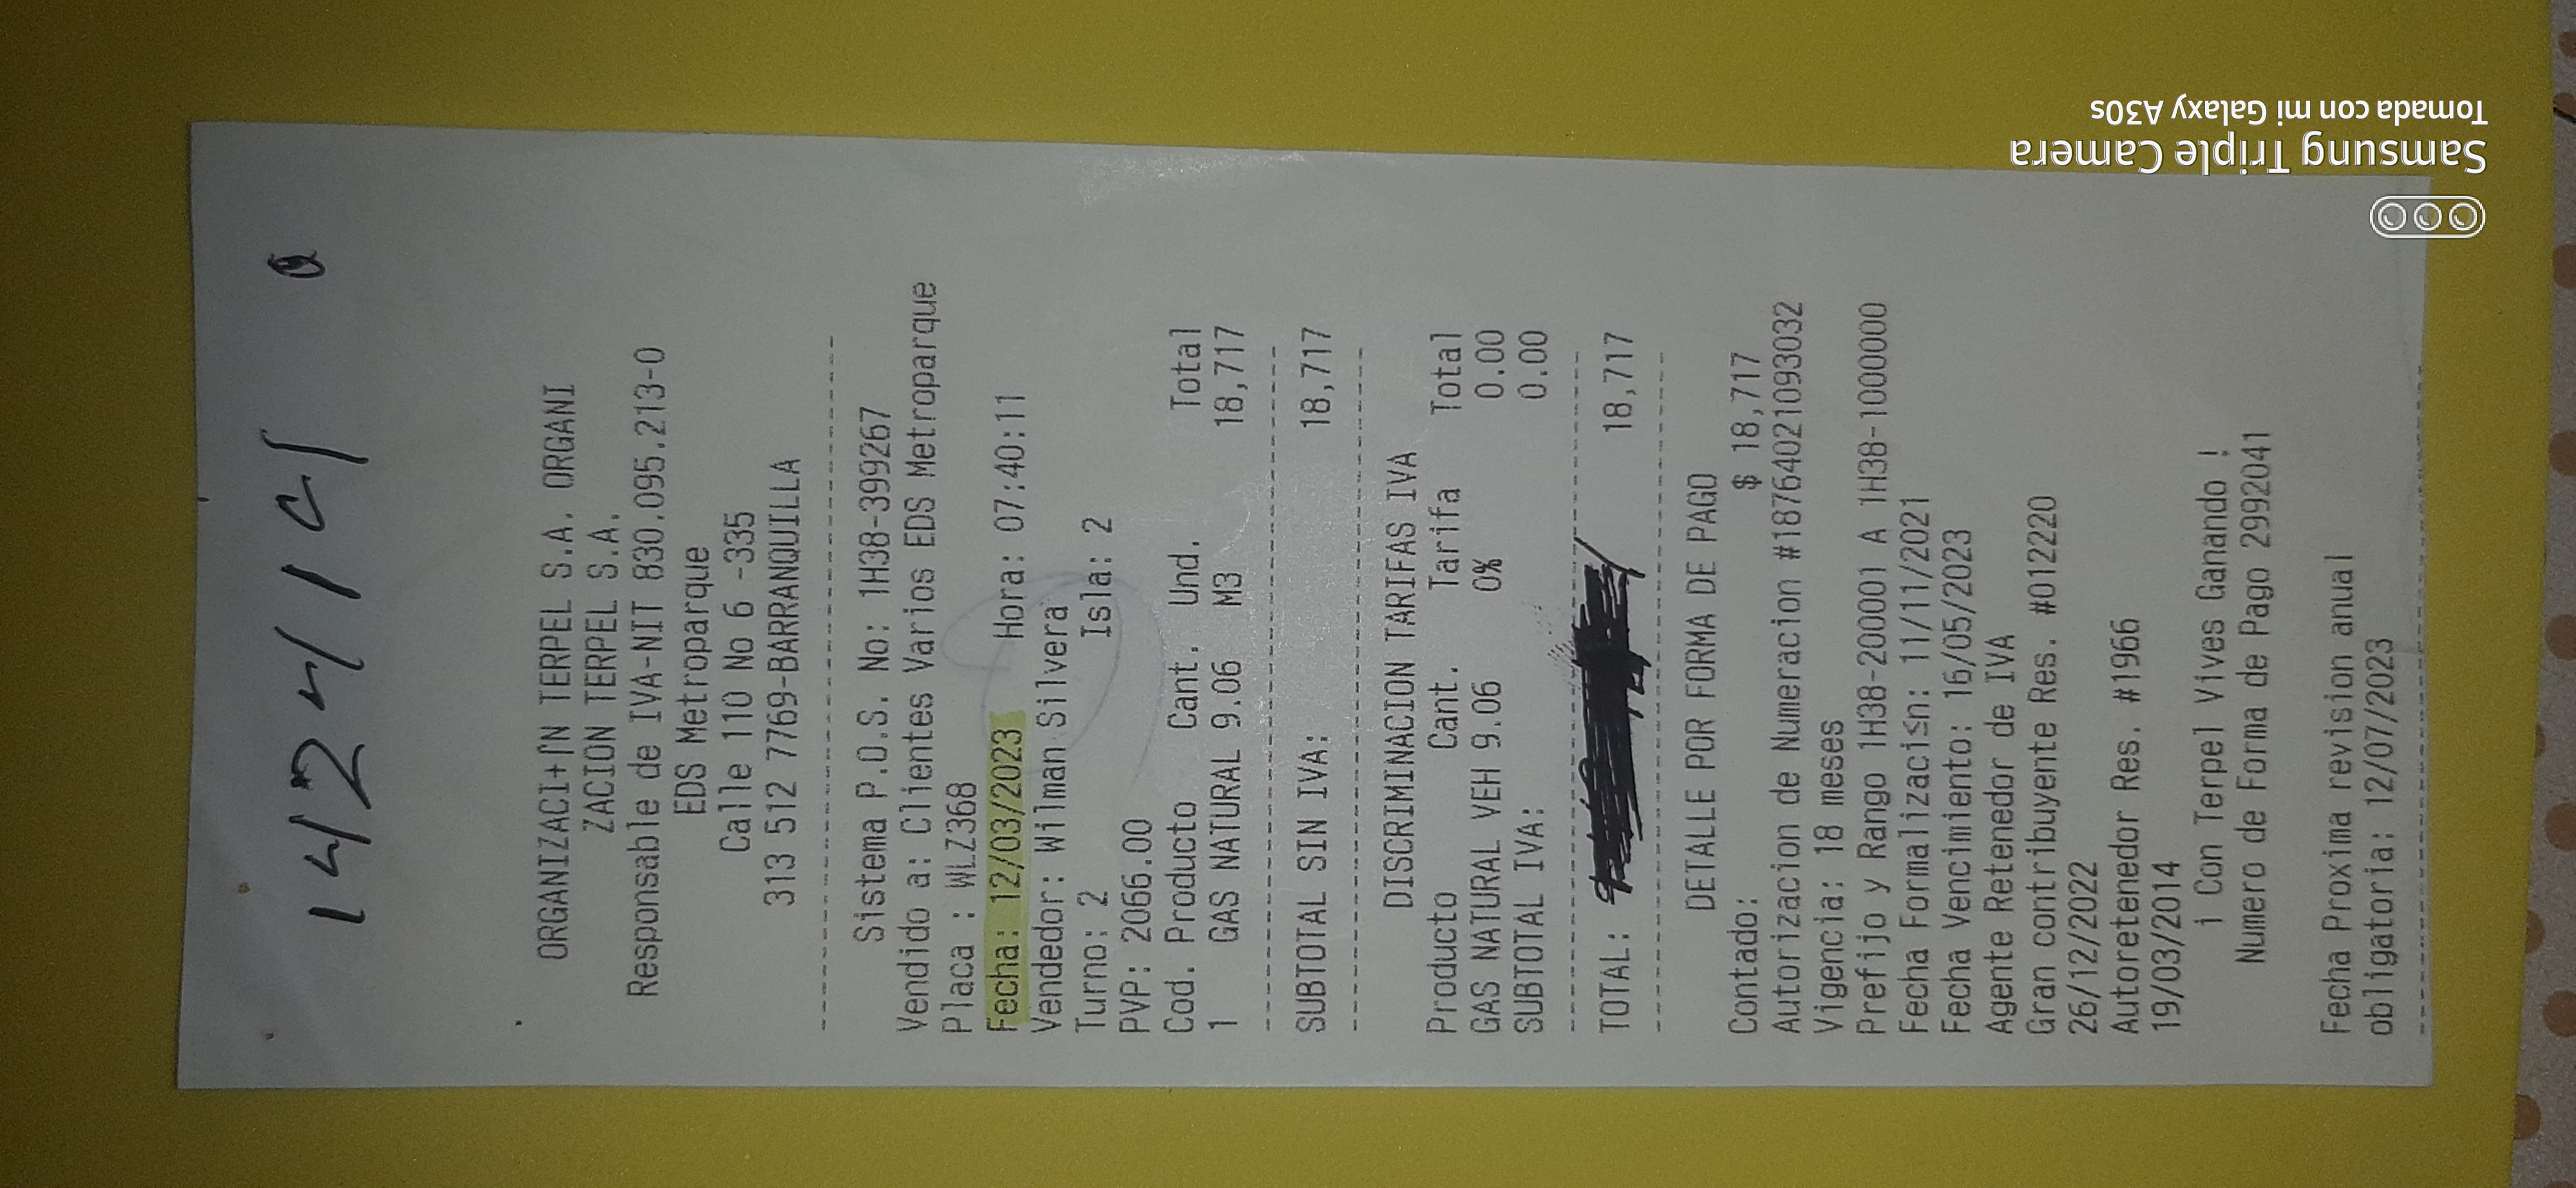 ORGANIZACI+⌠N TERPEL S.A. ORGANI
ZACION TERPEL S.A.
Responsable de IVA-NIT 830.095.213-0
EDS Metroparque
Calle 110 No 6 -335
313 512 7769-BARRANQUILLA
Sistema P.O.S. No: 1H38-399267
Vendido a: Clientes Varios EDS Metroparque
Placa : WLZ368
Fecha: 12/03/2023 Hora: 07:40:11
Vendedor: Wilman Silvera
Turno: 2 Isla: 2
PVP: 2066.00
Cod. Producto Cant. Und. Total
1 GAS NATURAL 9.06 M3 18,717
SUBTOTAL SIN IVA: 18,717
DISCRIMINACION TARIFAS IVA
Producto Cant. Tarifa Total
GAS NATURAL VEH 9.06 0% 0.00
SUBTOTAL IVA: 0.00
TOTAL: 18,717
DETALLE POR FORMA DE PAGO
Contado: $ 18,717
Autorizacion de Numeracion #18764021093032
Vigencia: 18 meses
Prefijo y Rango 1H38-200001 A 1H38-1000000
Fecha Formalizaci≤n: 11/11/2021
Fecha Vencimiento: 16/05/2023
Agente Retenedor de IVA
Gran contribuyente Res. #012220
26/12/2022
Autoretenedor Res. #1966
19/03/2014
¡ Con Terpel Vives Ganando !
Numero de Forma de Pago 2992041
Fecha Proxima revision anual
obligatoria: 12/07/2023
Samsung Triple Camera
Tomada con mi Galaxy A30s